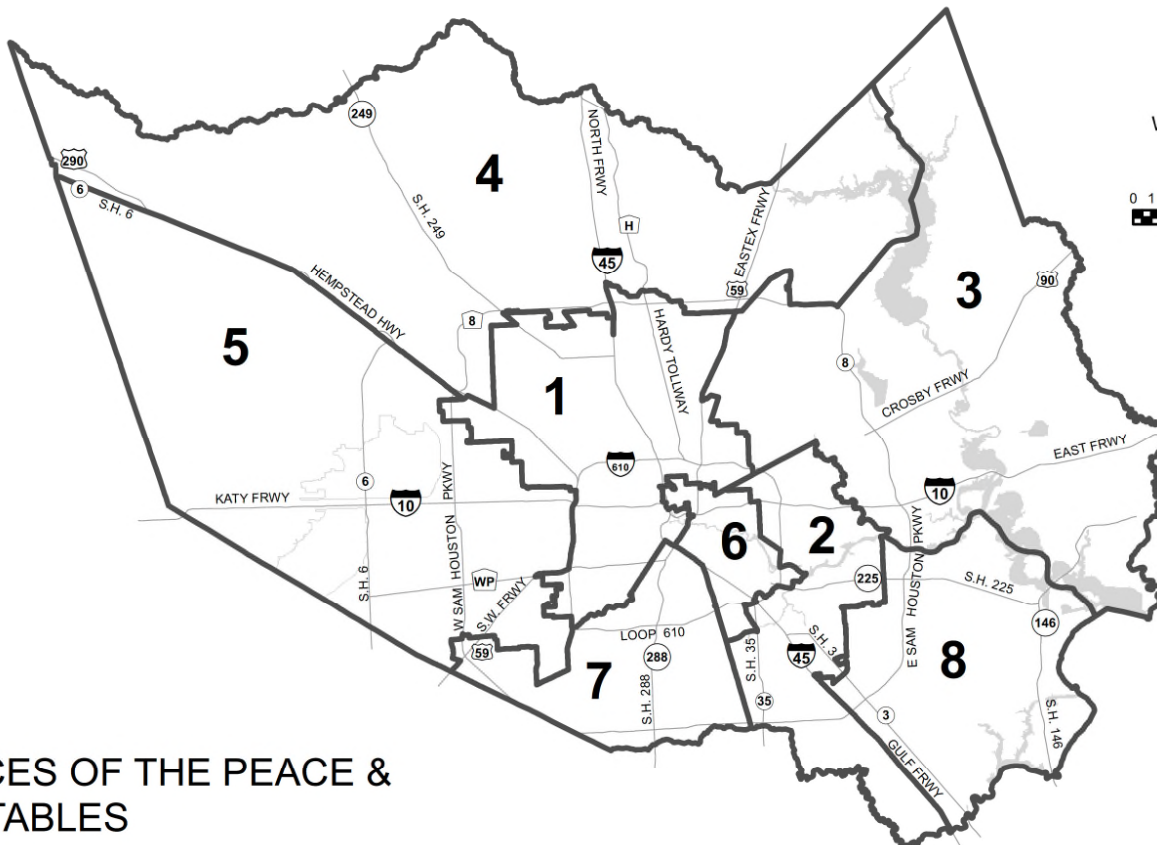 249
NORTH FRWY
290
4
6
S.H. 6
S.H. 249
H
EASTEX FRWY
0 1
45
59
3
90
HEMPSTEAD HWY
8
5
HARDY TOLLWAY
8
1
CROSBY FRWY
610
EAST FRWY
6
KATY FRWY
10
W SAM HOUSTON PKWY
10
6
2
E SAM HOUSTON PKWY
WP
225
S.H. 225
S.H. 6
S.W. FRWY
146
LOOP 610
S.H. 3
59
288
S.H. 35
45
8
7
S.H. 288
35
3
S.H. 146
GULF FRWY
CES OF THE PEACE &
TABLES